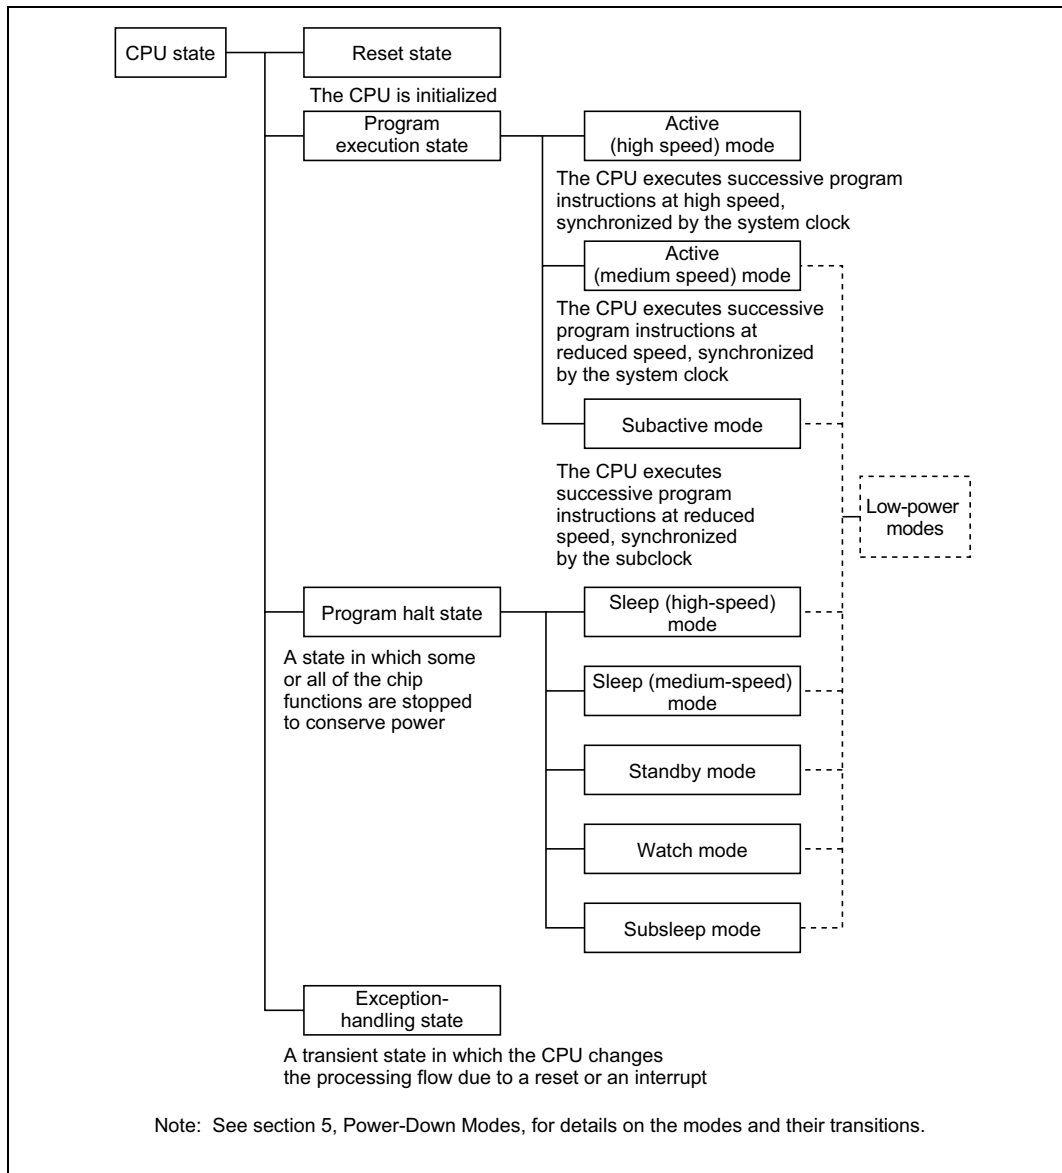 CPU state
Reset state
The CPU is initialized
Program
execution state
Active
(high speed) mode
The CPU executes successive program
instructions at high speed,
synchronized by the system clock
Active
(medium speed) mode
The CPU executes successive
program instructions at
reduced speed, synchronized
by the system clock
Subactive mode
The CPU executes
successive program
instructions at reduced
speed, synchronized
by the subclock
Low-power
modes
Program halt state
A state in which some
or all of the chip
functions are stopped
to conserve power
Sleep (high-speed)
mode
Sleep (medium-speed)
mode
Standby mode
Watch mode
Subsleep mode
Exception-
handling state
A transient state in which the CPU changes
the processing flow due to a reset or an interrupt
Note: See section 5, Power-Down Modes, for details on the modes and their transitions.